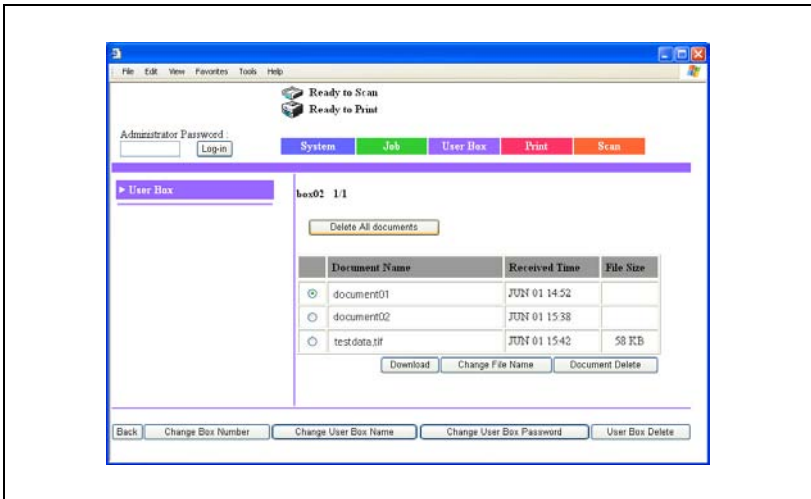 File Edit View Favorites Tools Help
Ready to Scan
Ready to Print
Administrator Password :
Log-in
System Job User Box Print Scan
User Box
box02 1/1
Delete All documents
Document Name Received Time File Size
document01 JUN 01 14:52
document02 JUN 01 15:38
testdata.tif JUN 01 15:42 58 KB
Download Change File Name Document Delete
Back Change Box Number Change User Box Name Change User Box Password User Box Delete